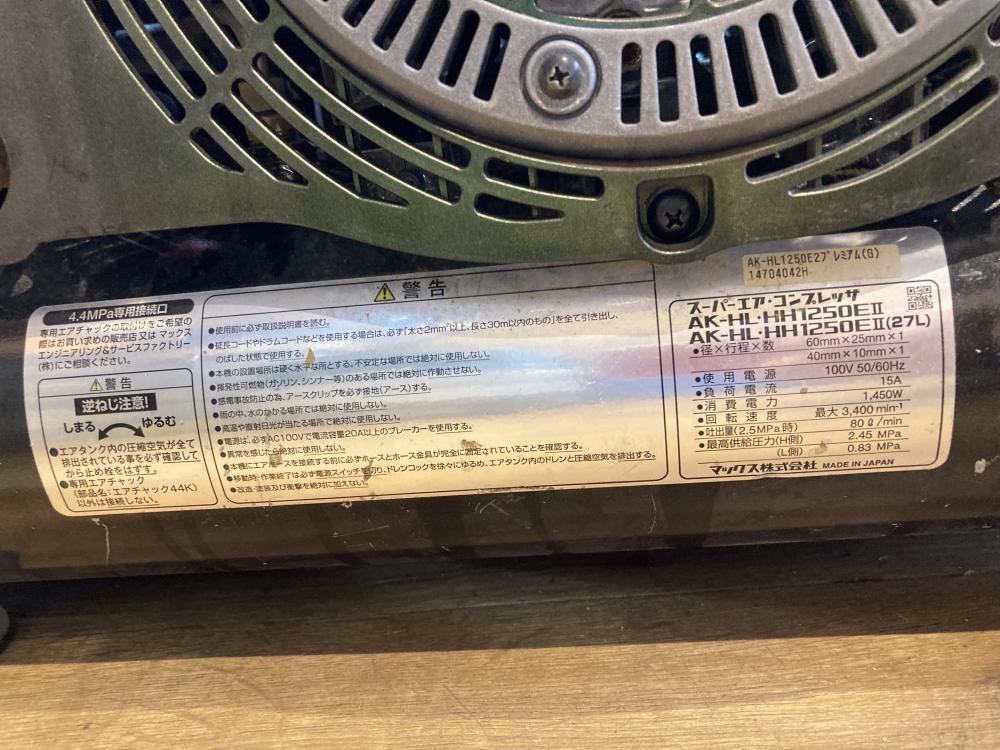 4.4MPa専用接続口
専用エアチャックの取付けをご希望の
際はお買い求めの販売店又は マックス
エンジニアリング&サービスファクトリー
(株)にご相談ください。
警告
逆ねじ注意!
しまる ゆるむ
●エアタンク内の圧縮空気が全て
排出されている事を必ず確認して
から止め栓をはずす。
●専用エアチャック
(部品名:エアチャック44K)
以外は接続しない。
警告
●使用前に必ず取扱説明書を読む。
●延長コードやドラムコードなどを使用する場合は、必ず「太さ2mm²以上、長さ30m以内のもの」を全て引き出し、
のばした状態で使用する。
●本機の設置場所は硬く水平な所とする。不安定な場所では絶対に使用しない。
●揮発性可燃物(ガソリン、シンナー等)のある場所では絶対に作動させない。
●感電事故防止の為、アースクリップを必ず接地(アース)する。
●雨の中、水のかかる場所では絶対に使用しない。
●高温や直射日光が当たる場所で絶対に使用しない。
●電源は、必ずAC100Vで電流容量20A以上のブレーカーを使用する。
●異常を感じたら絶対に使用しない。
●本機にエアホースを接続する前に必ずホースとホース金具が完全に固定されていることを確認する。
●移動時・作業終了は必ず電源スイッチを切り、ドレンコックを徐々にゆるめ、エアタンク内のドレンと圧縮空気を排出する。
●改造・塗装及び衝撃を絶対に加えない。
AK-HL1250E2プレミアム(G)
14704042H
スーパーエア・コンプレッサ
AK-HL・HH1250EⅡ
AK-HL・HH1250EⅡ(27L)
●径×行程×数 60mm×25mm×1
40mm×10mm×1
●使用電源 100V 50/60Hz
●負荷電流 15A
●消費電力 1,450W
●回転速度 最大 3,400min⁻¹
●吐出量(2.5MPa時) 80ℓ/min
●最高供給圧力(H側) 2.45 MPa
(L側) 0.83 MPa
マックス株式会社 MADE IN JAPAN